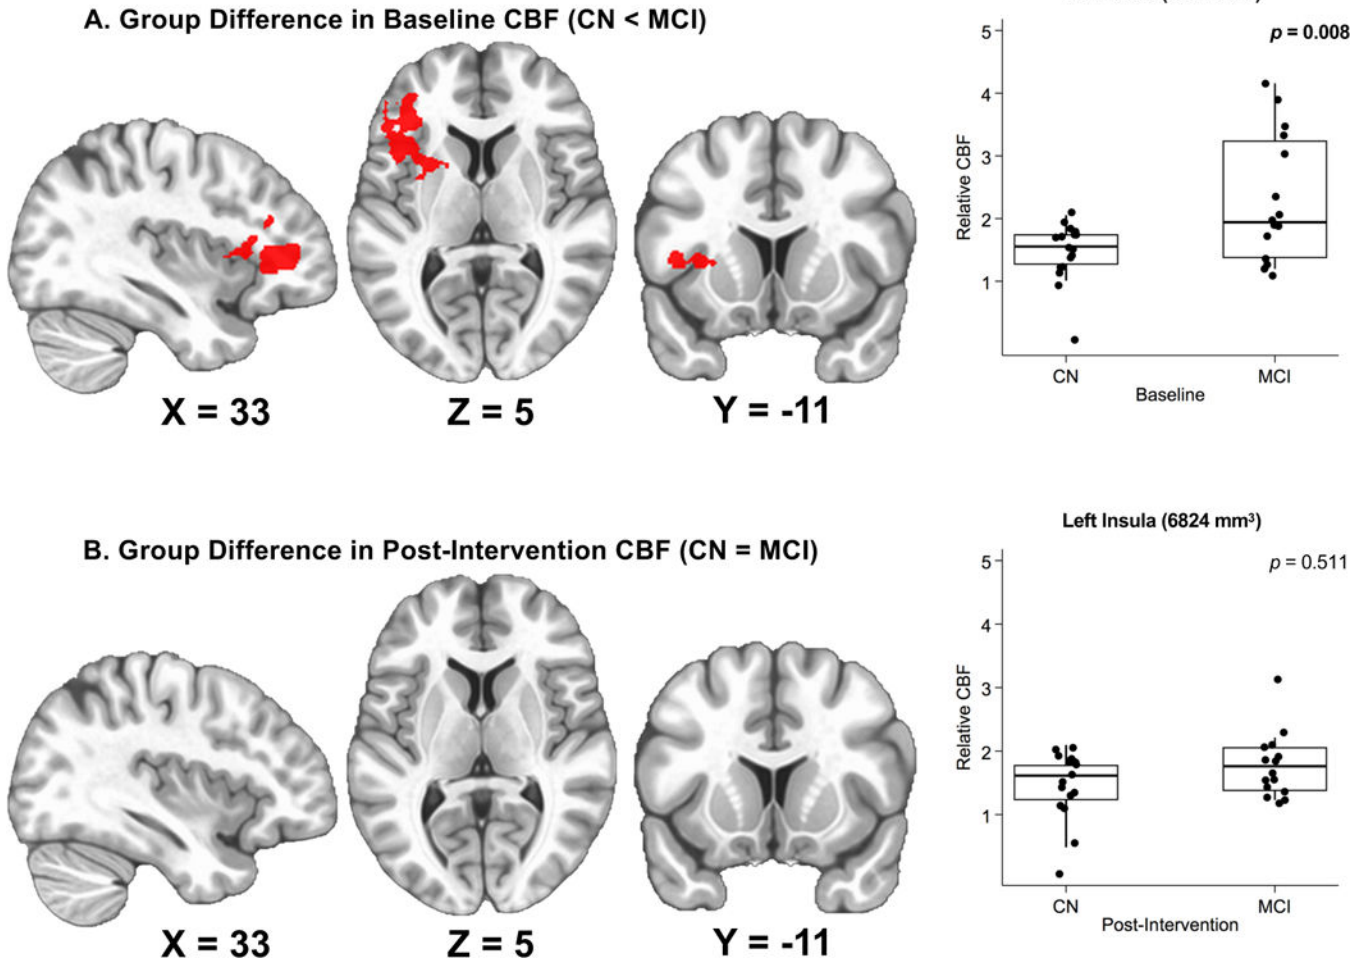 A. Group Difference in Baseline CBF (CN < MCI)
p = 0.008
5
4
3
2
1
Relative CBF
CN
MCI
Baseline
X = 33
Z = 5
Y = -11
B. Group Difference in Post-Intervention CBF (CN = MCI)
Left Insula (6824 mm³)
p = 0.511
5
4
3
2
1
Relative CBF
CN
MCI
Post-Intervention
X = 33
Z = 5
Y = -11